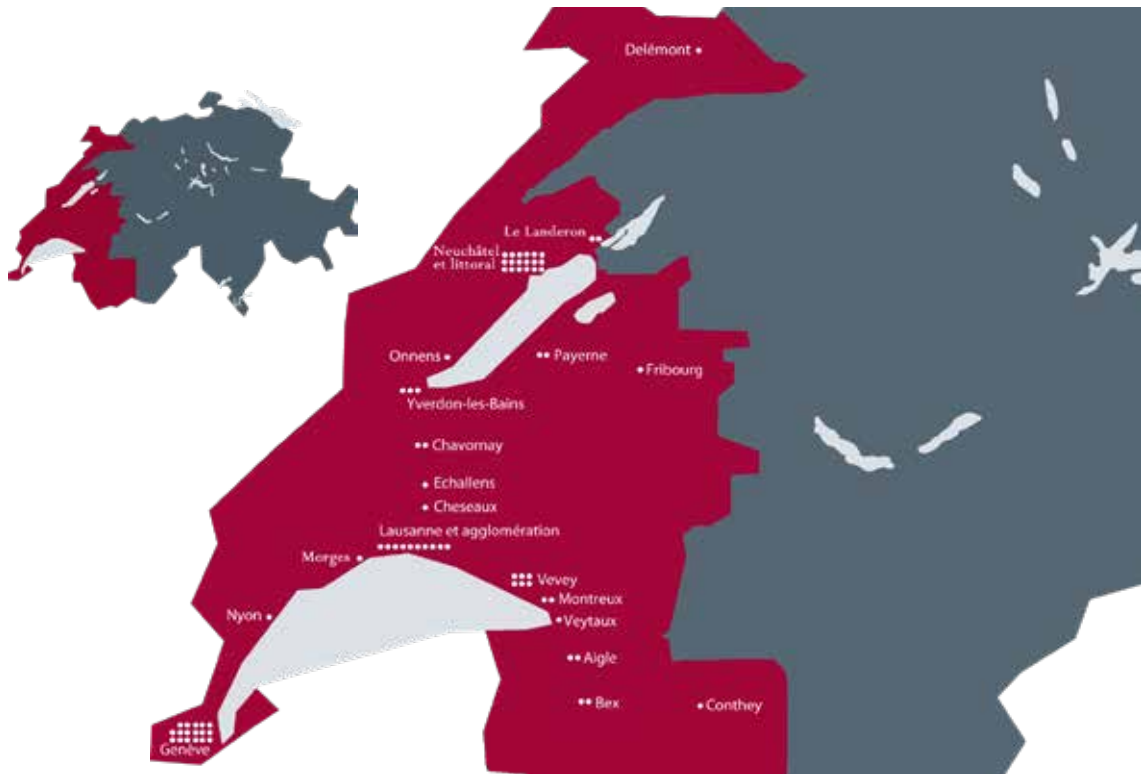 Delémont
Le Landeron
Neuchâtel
et littoral
Onnens
Payerne
Fribourg
Yverdon-les-Bains
Chavornay
Echallens
Cheseaux
Lausanne et agglomération
Morges
Vevey
Montreux
Nyon
Veytaux
Aigle
Bex
Conthey
Genève